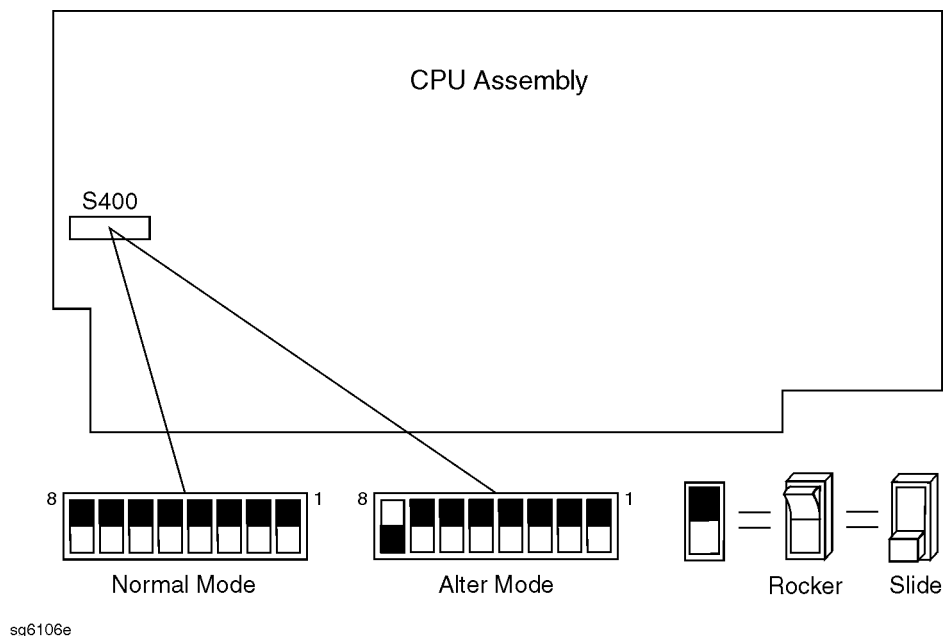 CPU Assembly
S400
8 1 8 1
Normal Mode Alter Mode Rocker Slide
sg6106e